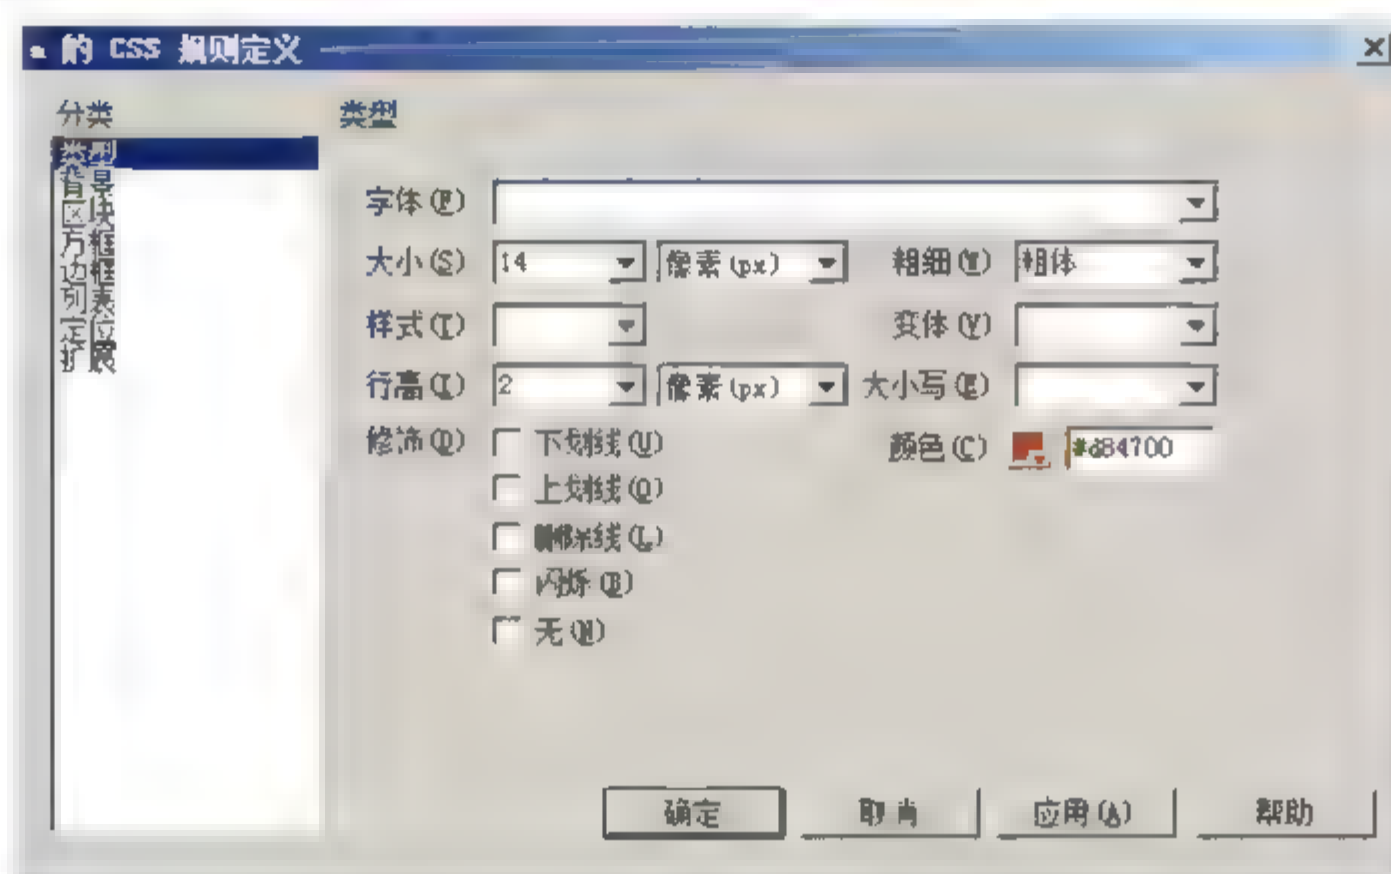 a 的 CSS 规则定义
分类
类型
背景
区块
方框
边框
列表
定位
扩展
类型
字体(F)
大小(S) 14 像素(px) 粗细(W) 粗体
样式(T) 变体(V)
行高(I) 2 像素(px) 大小写(E)
修饰(D) 下划线(U) 颜色(C) #d84700
上划线(O)
删除线(L)
闪烁(B)
无(N)
确定 取消 应用(A) 帮助